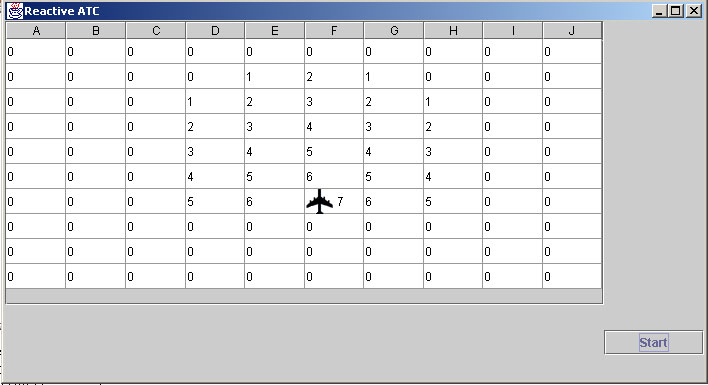 Reactive ATC
A B C D E F G H I J
0 0 0 0 0 0 0 0 0 0
0 0 0 0 1 2 1 0 0 0
0 0 0 1 2 3 2 1 0 0
0 0 0 2 3 4 3 2 0 0
0 0 0 3 4 5 4 3 0 0
0 0 0 4 5 6 5 4 0 0
0 0 0 5 6 7 6 5 0 0
0 0 0 0 0 0 0 0 0 0
0 0 0 0 0 0 0 0 0 0
0 0 0 0 0 0 0 0 0 0
Start